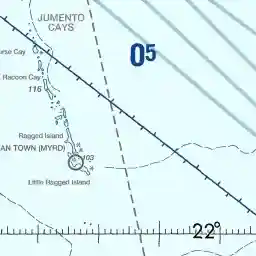 JUMENTO
CAYS
05
orse Cay
Racoon Cay
116
Ragged Island
AN TOWN (MYRD)
103
Little Ragged Island
22°